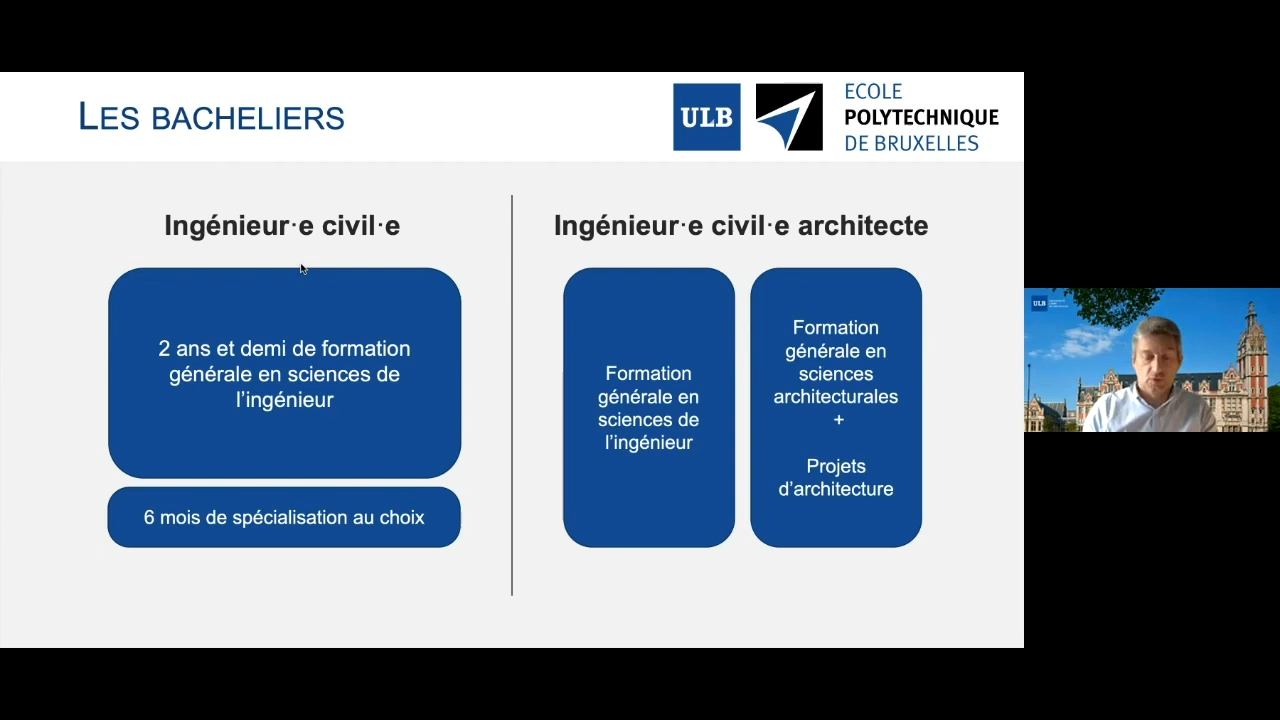 LES BACHELIERS
ULB
ECOLE
POLYTECHNIQUE
DE BRUXELLES
Ingénieur·e civil·e
2 ans et demi de formation
générale en sciences de
l'ingénieur
6 mois de spécialisation au choix
Ingénieur·e civil·e architecte
Formation
générale en
sciences de
l'ingénieur
Formation
générale en
sciences
architecturales
+
Projets
d'architecture
ULB